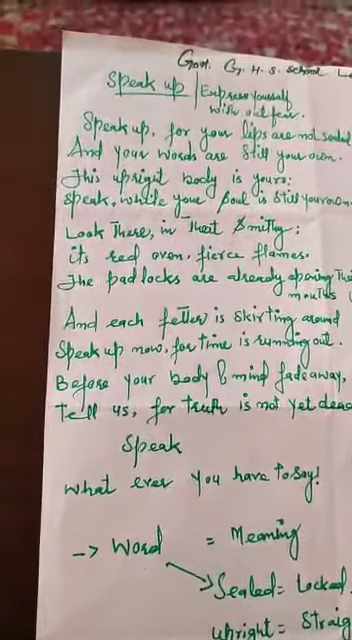 Govt. G. H. S. School
Speak up | Express yourself
with out fear.
Speak up, for your lips are not sealed
And your words are still your own.
This upright body is yours:
Speak, while your Soul is still your own
Look There, in That Smithy;
its red oven, fierce flames.
The padlocks are already opening Their
mouths
And each fetter is skirting around
Speak up now, for time is running out.
Before your body & mind fade away,
tell us, for truth is not yet dead
Speak
What ever you have to say!
-> Word = Meaning
Sealed = Locked.
upright = Straig